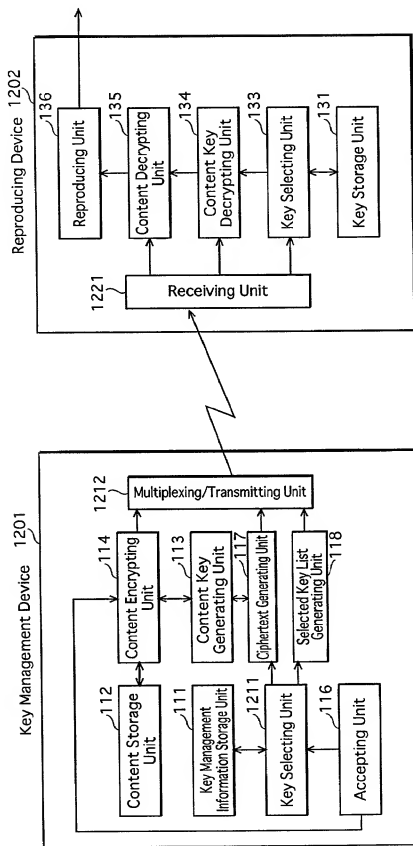 Key Management Device 1201
112
Content Storage
Unit
114
Content Encrypting
Unit
111
Key Management
Information Storage Unit
113
Content Key
Generating Unit
1211
Key Selecting Unit
117
Ciphertext Generating Unit
116
Accepting Unit
Selected Key List
Generating Unit
118
1212
Multiplexing/Transmitting Unit
Reproducing Device 1202
1221
Receiving Unit
136
Reproducing Unit
135
Content Decrypting
Unit
134
Content Key
Decrypting Unit
133
Key Selecting Unit
131
Key Storage Unit